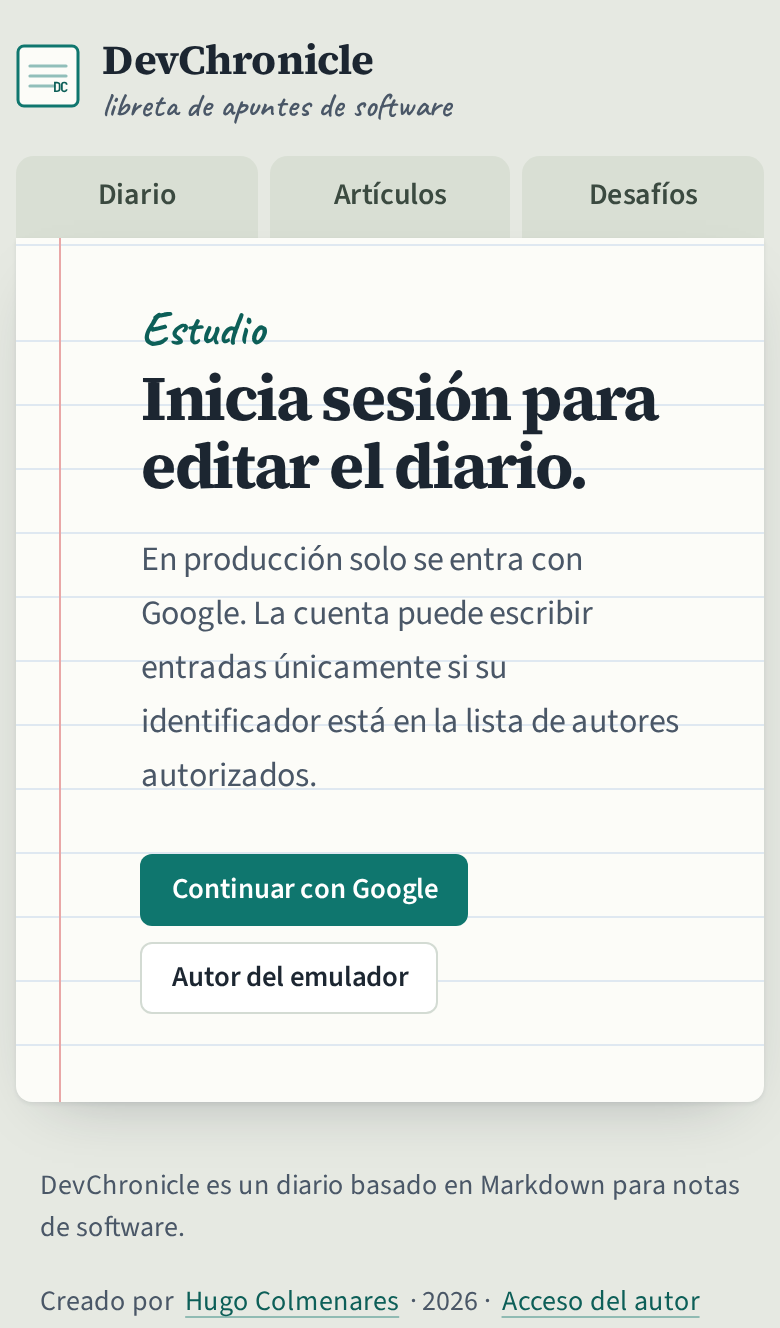 DC
DevChronicle
libreta de apuntes de software
Diario
Artículos
Desafíos
Estudio
Inicia sesión para
editar el diario.
En producción solo se entra con
Google. La cuenta puede escribir
entradas únicamente si su
identificador está en la lista de autores
autorizados.
Continuar con Google
Autor del emulador
DevChronicle es un diario basado en Markdown para notas
de software.
Creado por Hugo Colmenares · 2026 · Acceso del autor